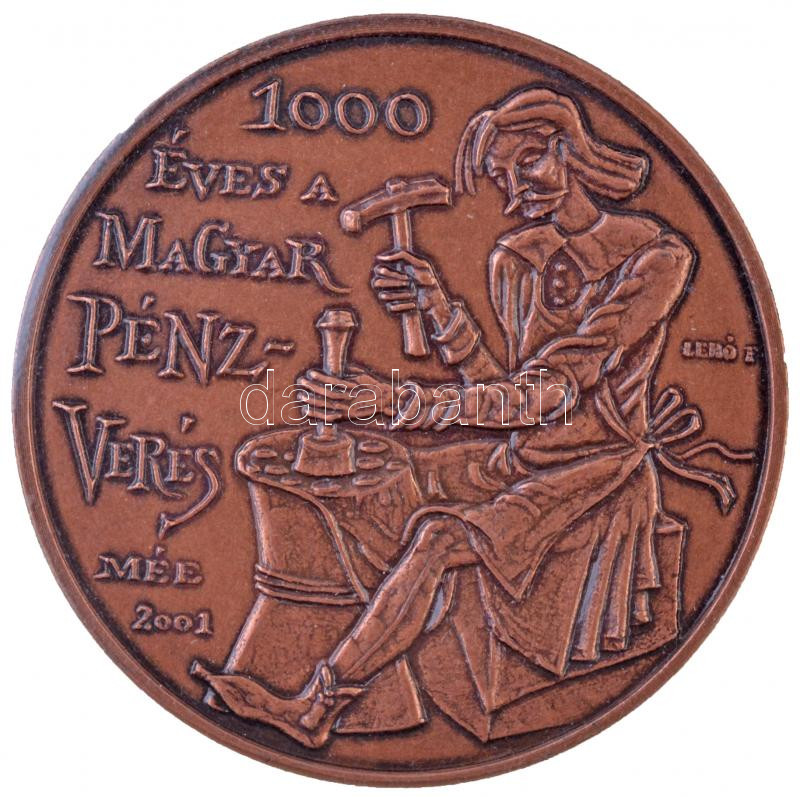 1000
ÉVES A
MAGYAR
PÉNZ-
VERÉS
MÉE
2001
LEBÓ F
darabanth